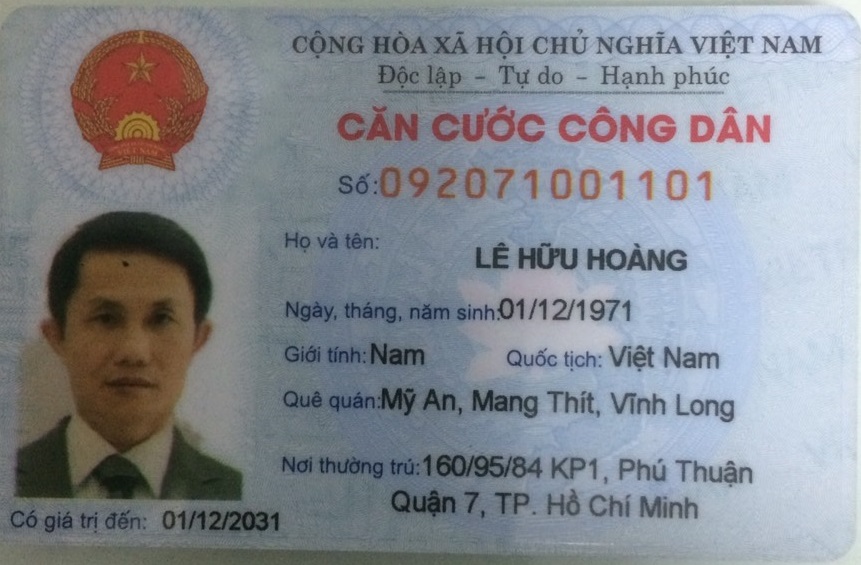 CỘNG HÒA XÃ HỘI CHỦ NGHĨA VIỆT NAM
Độc lập - Tự do - Hạnh phúc
CĂN CƯỚC CÔNG DÂN
Số: 092071001101
Họ và tên:
LÊ HỮU HOÀNG
Ngày, tháng, năm sinh: 01/12/1971
Giới tính: Nam Quốc tịch: Việt Nam
Quê quán: Mỹ An, Mang Thít, Vĩnh Long
Nơi thường trú: 160/95/84 KP1, Phú Thuận
Quận 7, TP. Hồ Chí Minh
Có giá trị đến: 01/12/2031